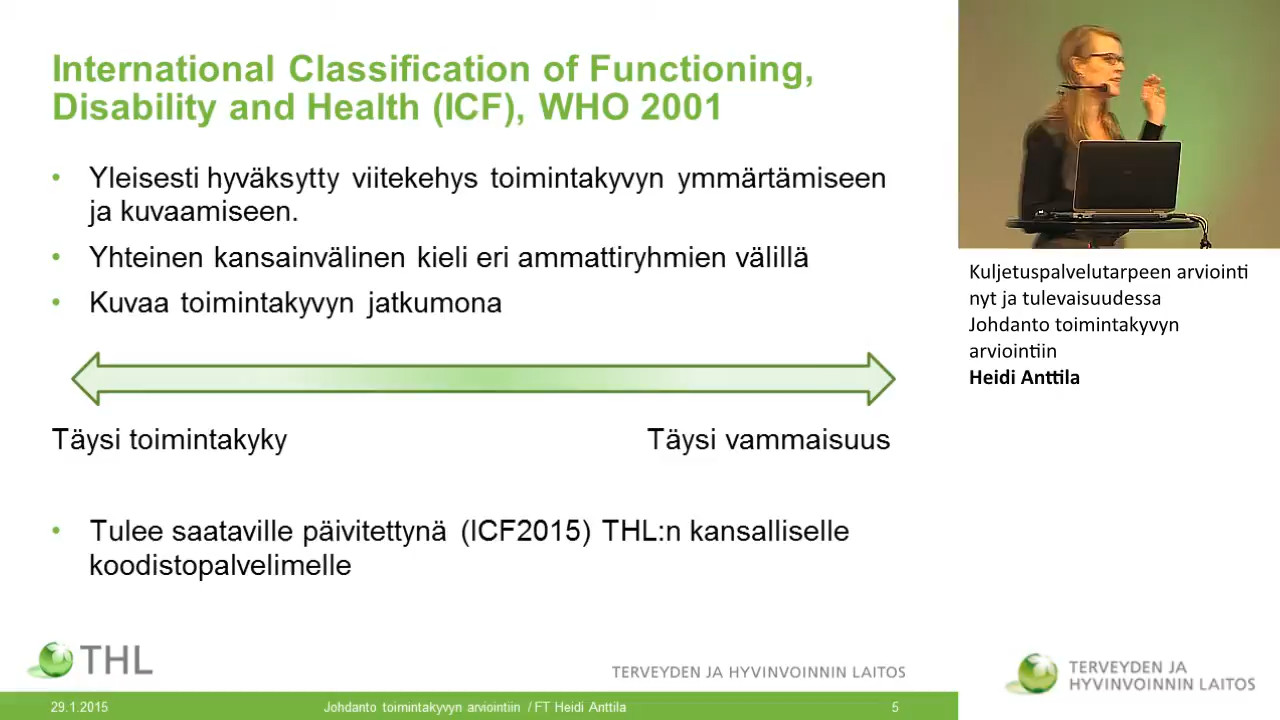 International Classification of Functioning,
Disability and Health (ICF), WHO 2001
• Yleisesti hyväksytty viitekehys toimintakyvyn ymmärtämiseen
ja kuvaamiseen.
• Yhteinen kansainvälinen kieli eri ammattiryhmien välillä
• Kuvaa toimintakyvyn jatkumona
Täysi toimintakyky
Täysi vammaisuus
• Tulee saataville päivitettynä (ICF2015) THL:n kansalliselle
koodistopalvelimelle
THL
TERVEYDEN JA HYVINVOINNIN LAITOS
29.1.2015
Johdanto toimintakyvyn arviointiin / FT Heidi Anttila
5
Kuljetuspalvelutarpeen arviointi
nyt ja tulevaisuudessa
Johdanto toimintakyvyn
arviointiin
Heidi Anttila
TERVEYDEN JA
HYVINVOINNIN LAITOS